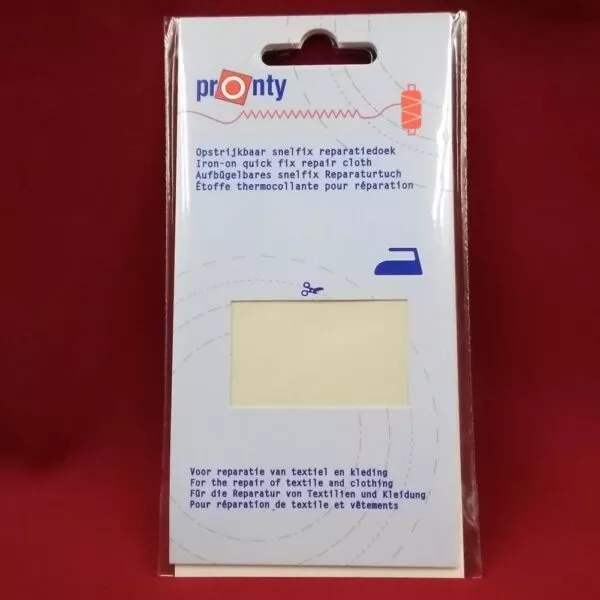 pronty
Opstrijkbaar snelfix reparatiedoek
Iron-on quick fix repair cloth
Aufbügelbares snelfix Reparaturtuch
Étoffe thermocollante pour réparation
Voor reparatie van textiel en kleding
For the repair of textile and clothing
Für die Reparatur von Textilien und Kleidung
Pour réparation de textile et vêtements